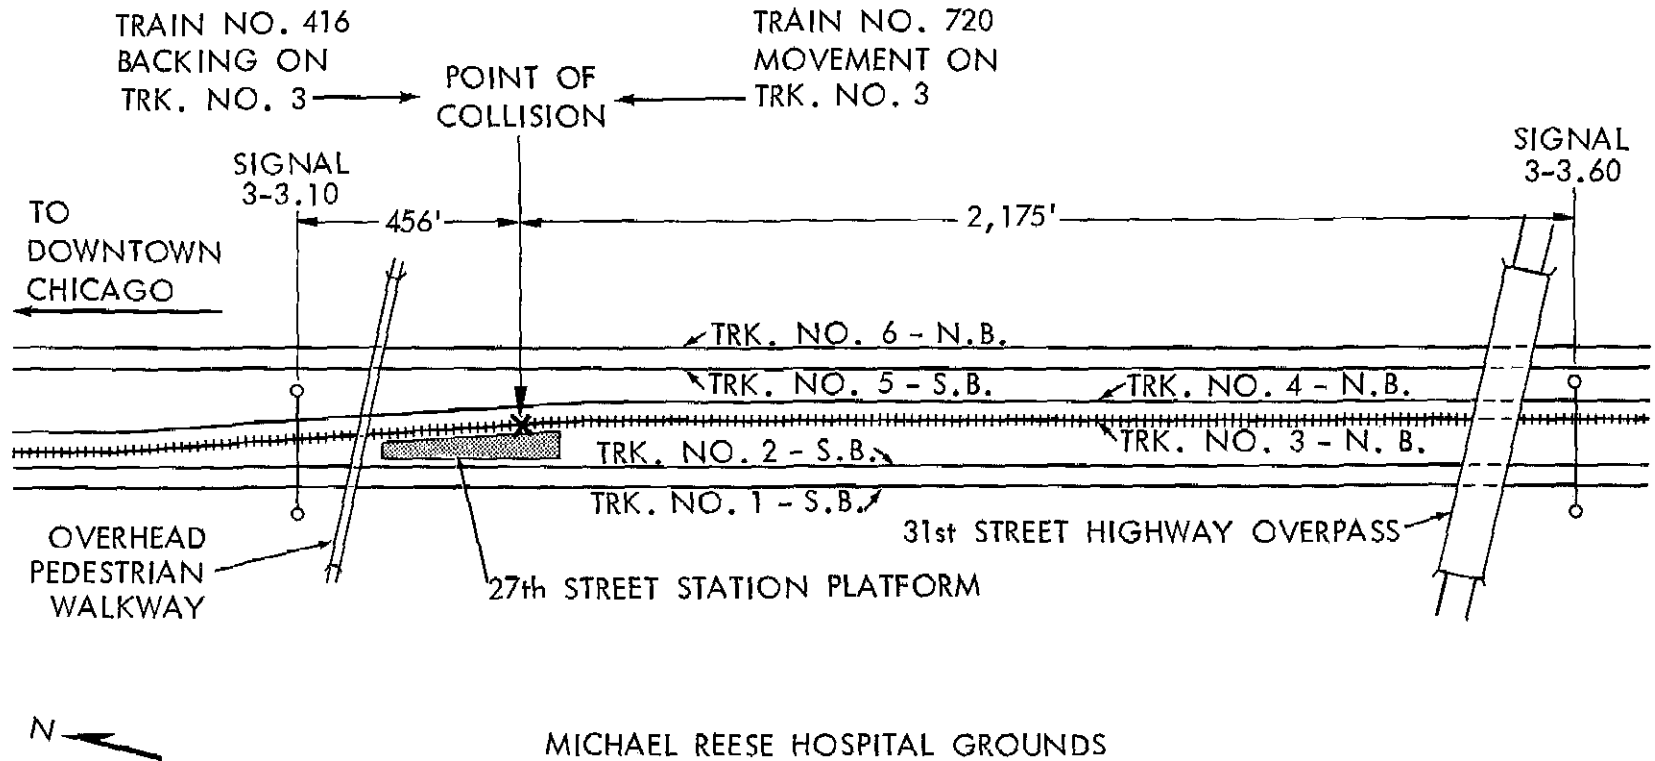 TRAIN NO. 416
BACKING ON
TRK. NO. 3
POINT OF
COLLISION
TRAIN NO. 720
MOVEMENT ON
TRK. NO. 3
SIGNAL
3-3.10
SIGNAL
3-3.60
TO
DOWNTOWN
CHICAGO
456'
2,175'
TRK. NO. 6 - N.B.
TRK. NO. 5 - S.B.
TRK. NO. 4 - N.B.
TRK. NO. 3 - N. B.
TRK. NO. 2 - S.B.
TRK. NO. 1 - S.B.
31st STREET HIGHWAY OVERPASS
OVERHEAD
PEDESTRIAN
WALKWAY
27th STREET STATION PLATFORM
N
MICHAEL REESE HOSPITAL GROUNDS